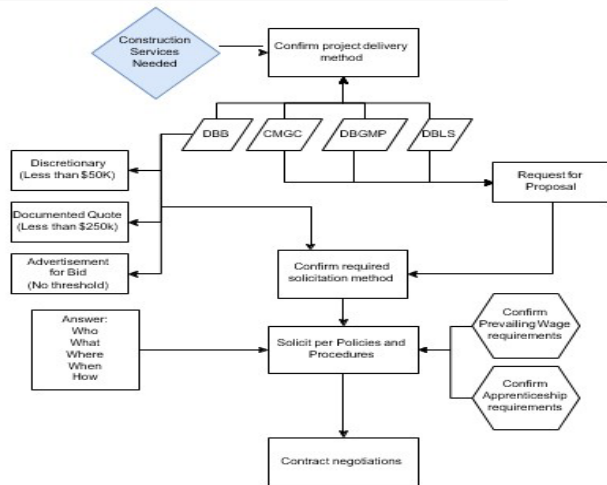 Construction
Services
Needed
Confirm project delivery
method
DBB
CMGC
DBGMP
DBLS
Discretionary
(Less than $50K)
Request for
Proposal
Documented Quote
(Less than $250k)
Advertisement
for Bid
(No threshold)
Confirm required
solicitation method
Answer:
Who
What
Where
When
How
Solicit per Policies and
Procedures
Confirm
Prevailing Wage
requirements
Confirm
Apprenticeship
requirements
Contract negotiations